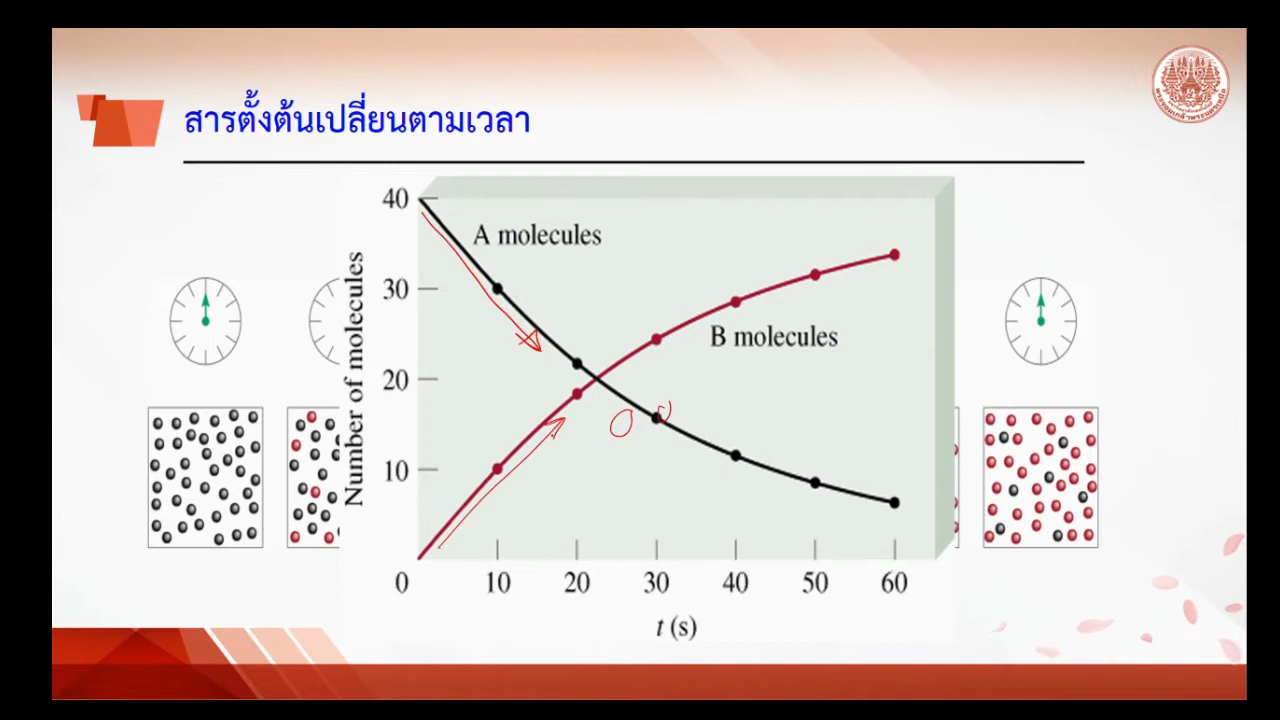 สารตั้งต้นเปลี่ยนตามเวลา
40
A molecules
30
B molecules
20
10
Number of molecules
0 10 20 30 40 50 60
t (s)